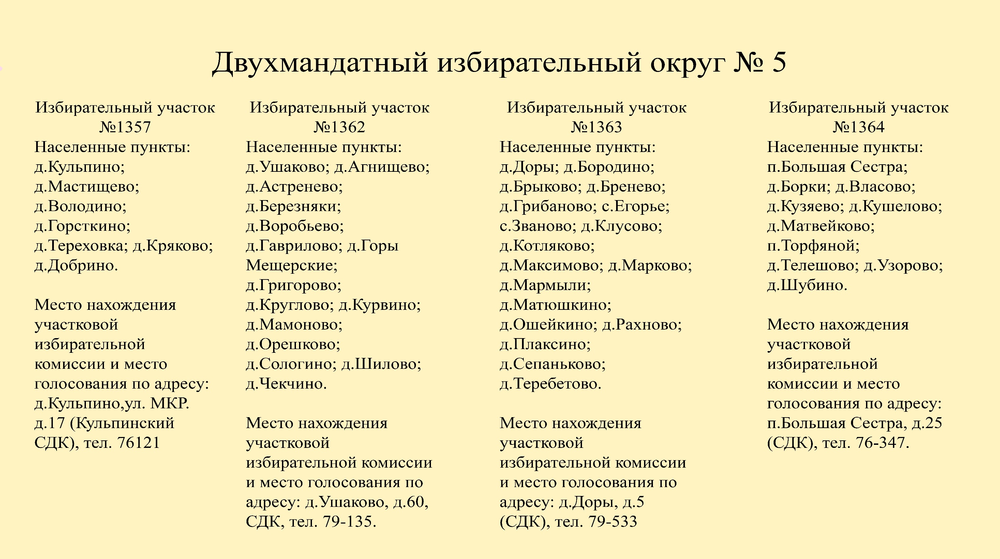 Двухмандатный избирательный округ № 5
Избирательный участок
№1357
Населенные пункты:
д.Кульпино;
д.Мастищево;
д.Володино;
д.Горсткино;
д.Тереховка; д.Кряково;
д.Добрино.
Место нахождения
участковой
избирательной
комиссии и место
голосования по адресу:
д.Кульпино,ул. МКР.
д.17 (Кульпинский
СДК), тел. 76121
Избирательный участок
№1362
Населенные пункты:
д.Ушаково; д.Агнищево;
д.Астренево;
д.Березняки;
д.Воробьево;
д.Гаврилово; д.Горы
Мещерские;
д.Григорово;
д.Круглово; д.Курвино;
д.Мамоново;
д.Орешково;
д.Сологино; д.Шилово;
д.Чекчино.
Место нахождения
участковой
избирательной комиссии
и место голосования по
адресу: д.Ушаково, д.60,
СДК, тел. 79-135.
Избирательный участок
№1363
Населенные пункты:
д.Доры; д.Бородино;
д.Брыково; д.Бренево;
д.Грибаново; с.Егорье;
с.Званово; д.Клусово;
д.Котляково;
д.Максимово; д.Марково;
д.Мармыли;
д.Матюшкино;
д.Ошейкино; д.Рахново;
д.Плаксино;
д.Сепаньково;
д.Теребетово.
Место нахождения
участковой
избирательной комиссии
и место голосования по
адресу: д.Доры, д.5
(СДК), тел. 79-533
Избирательный участок
№1364
Населенные пункты:
п.Большая Сестра;
д.Борки; д.Власово;
д.Кузяево; д.Кушелово;
д.Матвейково;
п.Торфяной;
д.Телешово; д.Узорово;
д.Шубино.
Место нахождения
участковой
избирательной
комиссии и место
голосования по адресу:
п.Большая Сестра, д.25
(СДК), тел. 76-347.